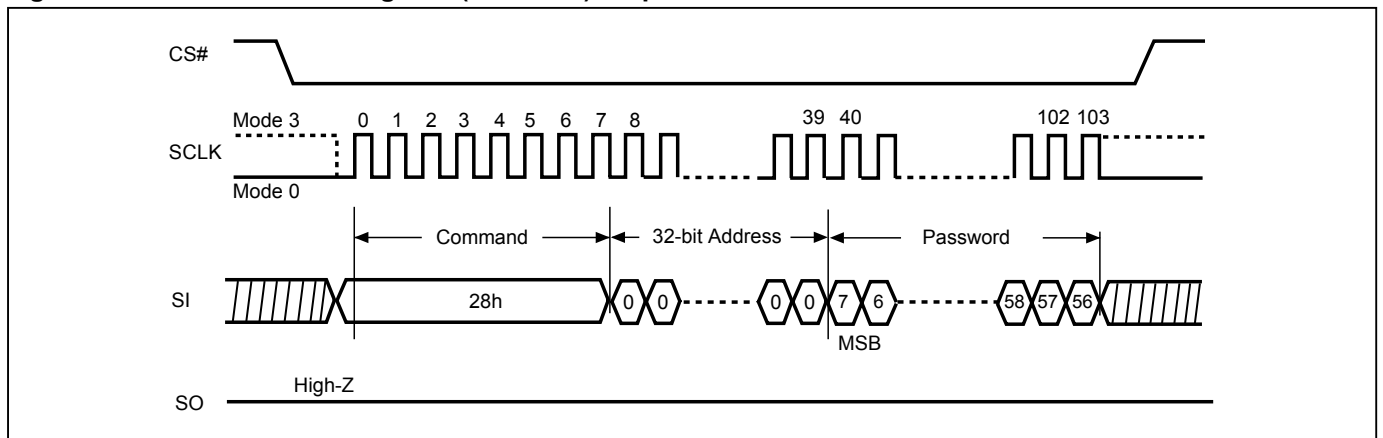 CS#
Mode 3 0 1 2 3 4 5 6 7 8 39 40 102 103
SCLK
Mode 0
Command 32-bit Address Password
SI 28h 0 0 0 0 7 6 58 57 56
MSB
High-Z
SO